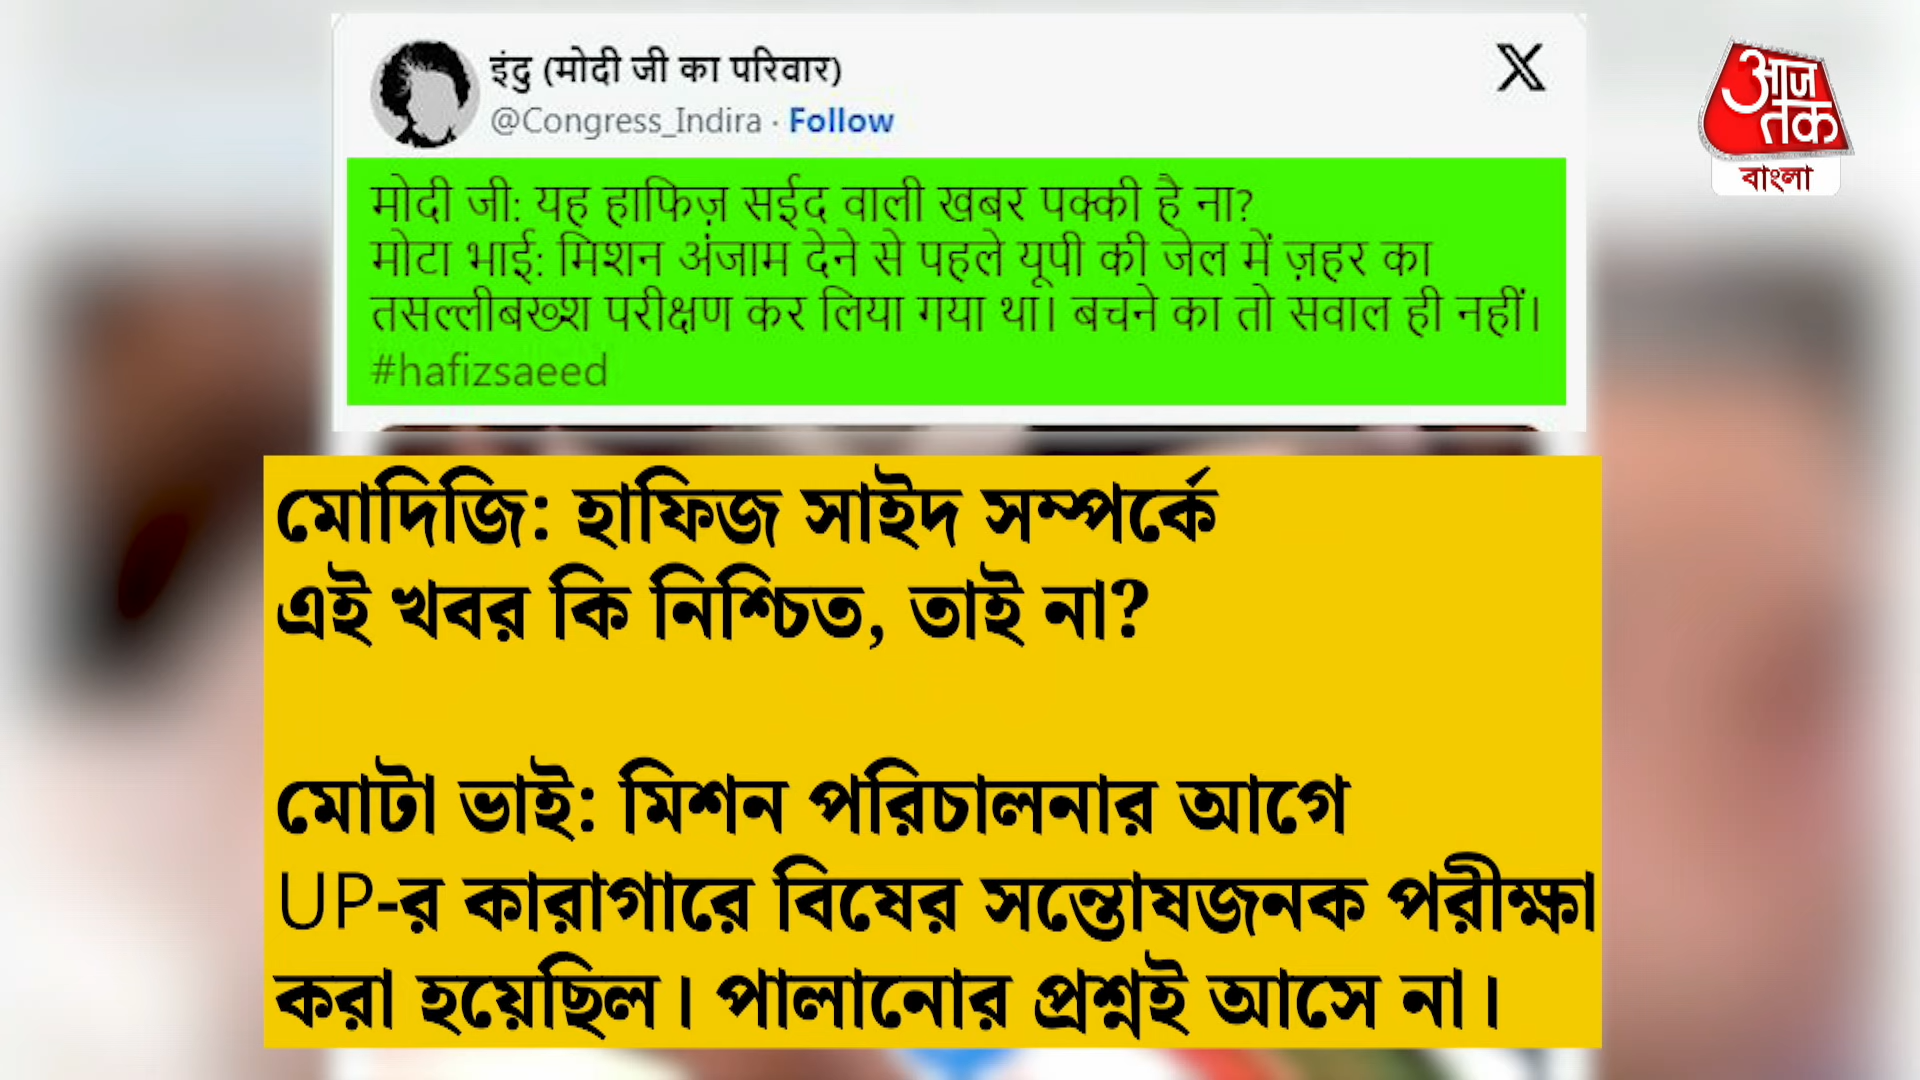 इंदु (मोदी जी का परिवार)
@Congress_Indira · Follow
X
आज
तक
বাংলা
मोदी जी: यह हाफिज़ सईद वाली खबर पक्की है ना?
मोटा भाई: मिशन अंजाम देने से पहले यूपी की जेल में ज़हर का
तसल्लीबख्श परीक्षण कर लिया गया था। बचने का तो सवाल ही नहीं।
#hafizsaeed
মোদিজি: হাফিজ সাইদ সম্পর্কে
এই খবর কি নিশ্চিত, তাই না?
মোটা ভাই: মিশন পরিচালনার আগে
UP-র কারাগারে বিষের সন্তোষজনক পরীক্ষা
করা হয়েছিল। পালানোর প্রশ্নই আসে না।